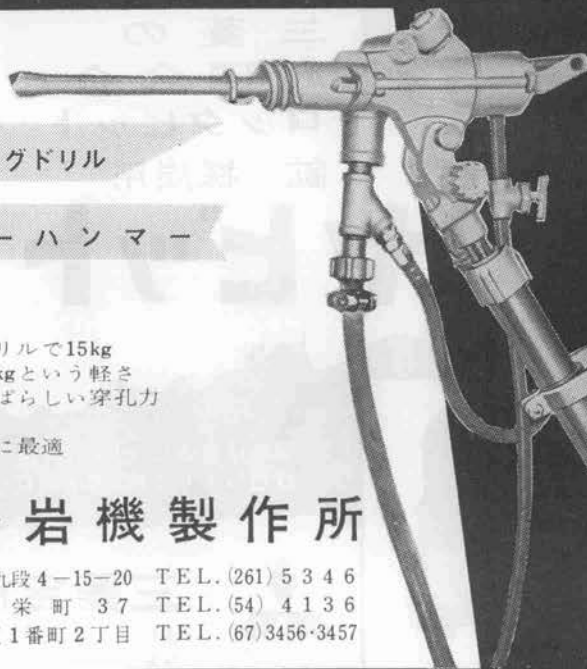 グドリル
ーハンマー
リルで15kg
kgという軽さ
ばらしい穿孔力
に最適
岩機製作所
九段4-15-20 TEL.(261)5346
栄町 37 TEL.(54)4136
1番町2丁目 TEL.(67)3456・3457